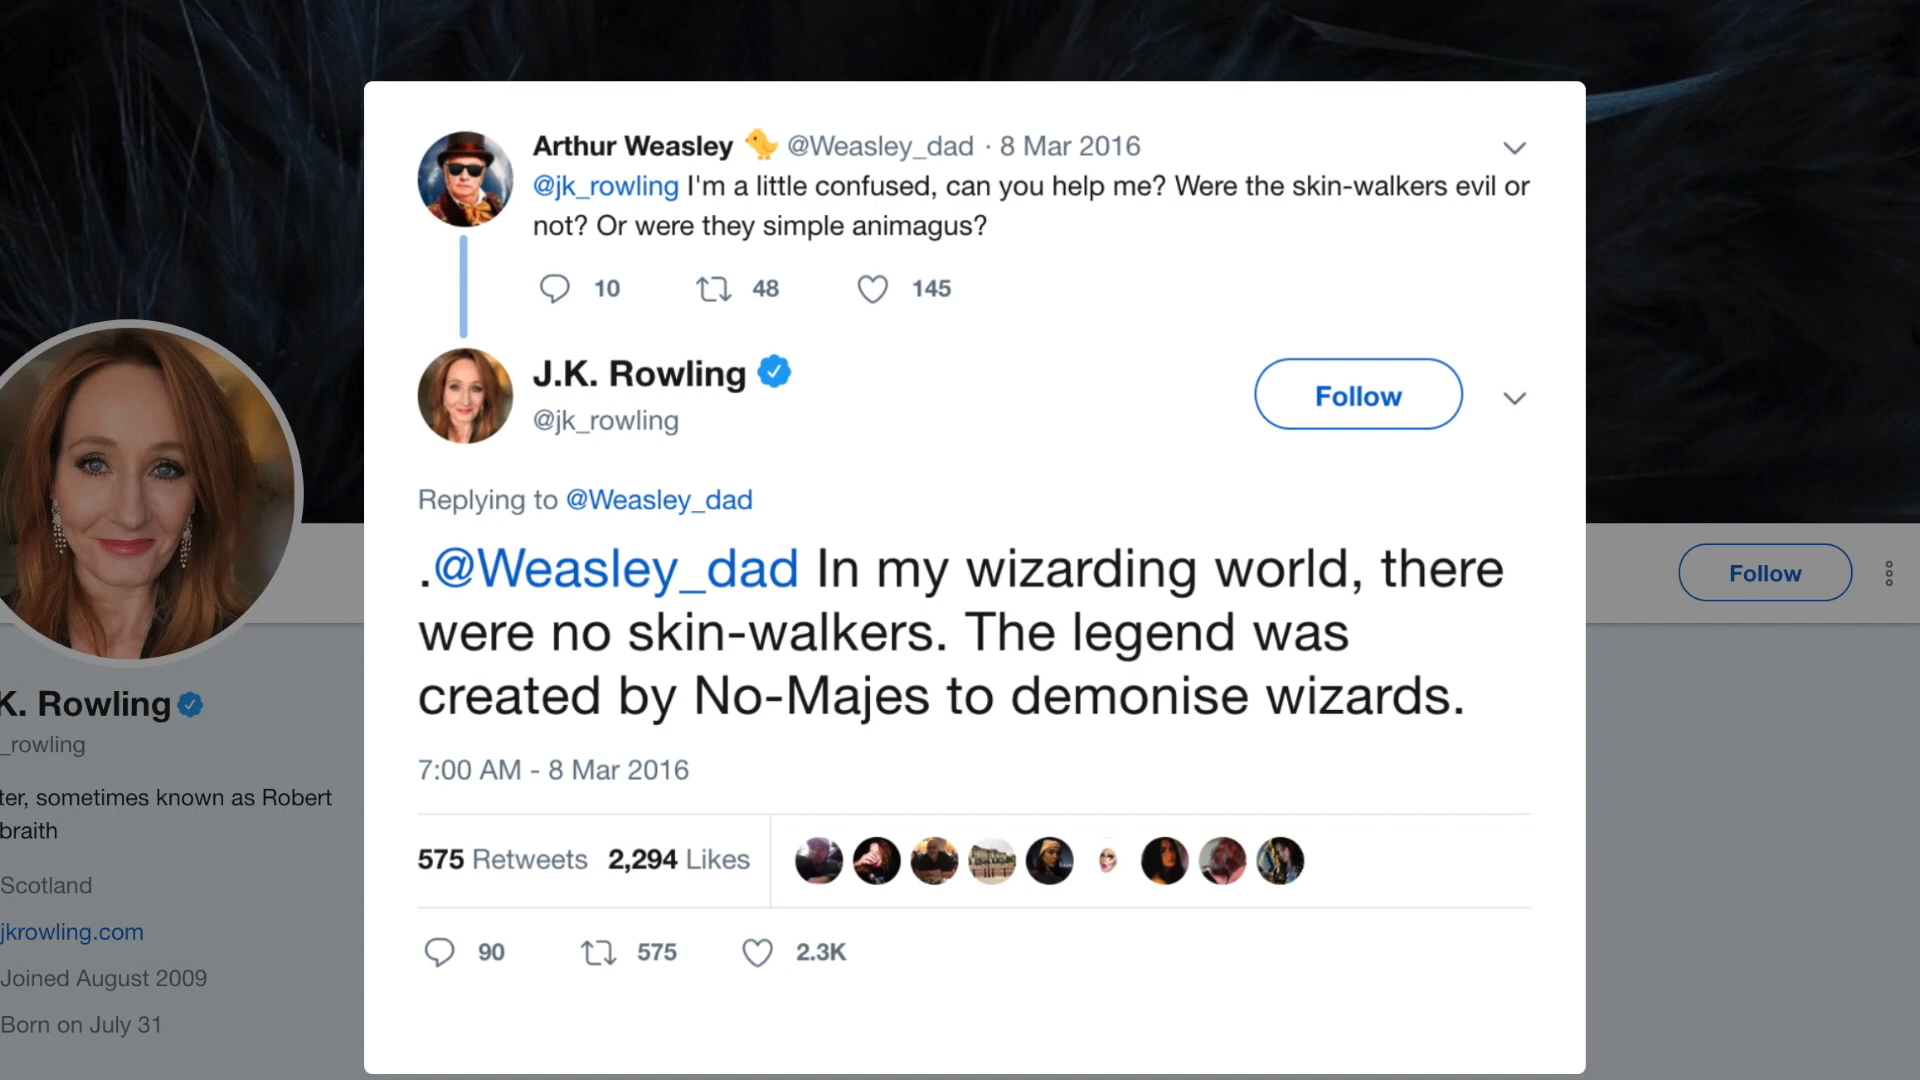 Arthur Weasley 🐤 @Weasley_dad · 8 Mar 2016
@jk_rowling I'm a little confused, can you help me? Were the skin-walkers evil or
not? Or were they simple animagus?
10 48 145
J.K. Rowling
@jk_rowling
Follow
Replying to @Weasley_dad
.@Weasley_dad In my wizarding world, there
were no skin-walkers. The legend was
created by No-Majes to demonise wizards.
7:00 AM - 8 Mar 2016
575 Retweets 2,294 Likes
90 575 2.3K
K. Rowling
_rowling
ter, sometimes known as Robert
braith
Scotland
jkrowling.com
Joined August 2009
Born on July 31
Follow